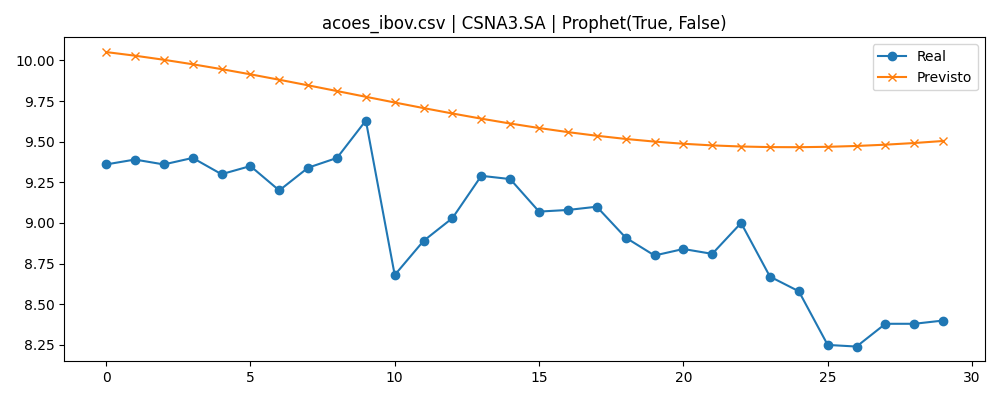 acoes_ibov.csv | CSNA3.SA | Prophet(True, False)
Real
Previsto
10.00
9.75
9.50
9.25
9.00
8.75
8.50
8.25
0 5 10 15 20 25 30